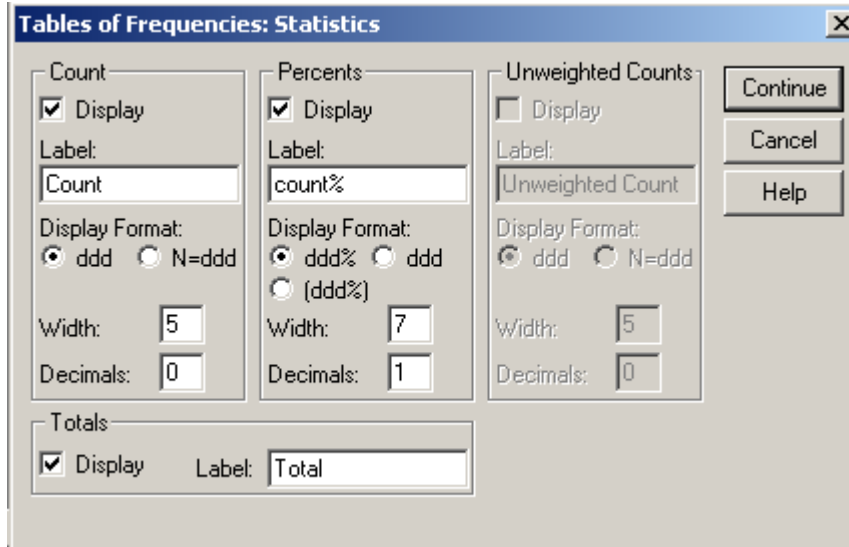 Tables of Frequencies: Statistics
Count
Display
Label:
Count
Display Format:
ddd N=ddd
Width: 5
Decimals: 0
Percents
Display
Label:
count%
Display Format:
ddd% ddd
(ddd%)
Width: 7
Decimals: 1
Unweighted Counts
Display
Label:
Unweighted Count
Display Format:
ddd N=ddd
Width: 5
Decimals: 0
Continue
Cancel
Help
Totals
Display Label: Total